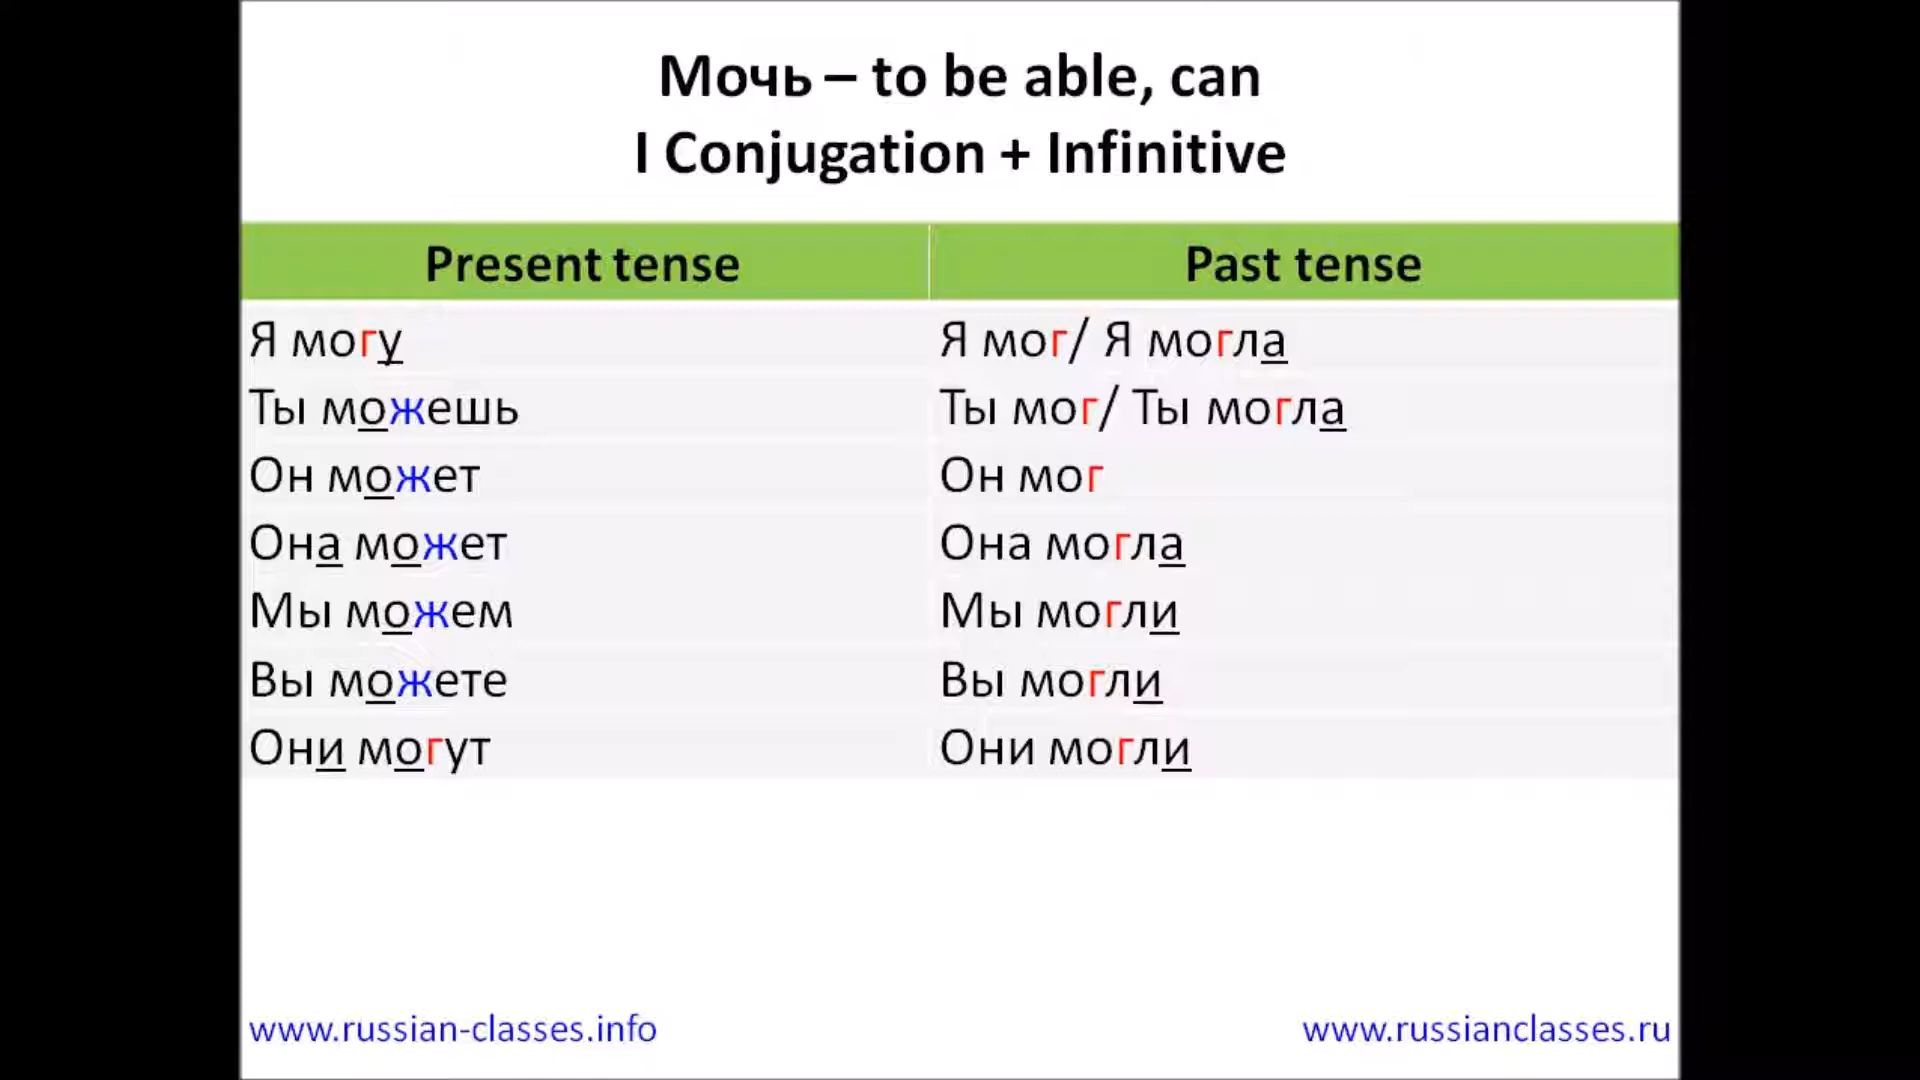 Мочь – to be able, can
I Conjugation + Infinitive
Present tense Past tense
Я могу Я мог/ Я могла
Ты можешь Ты мог/ Ты могла
Он может Он мог
Она может Она могла
Мы можем Мы могли
Вы можете Вы могли
Они могут Они могли
www.russian-classes.info www.russianclasses.ru